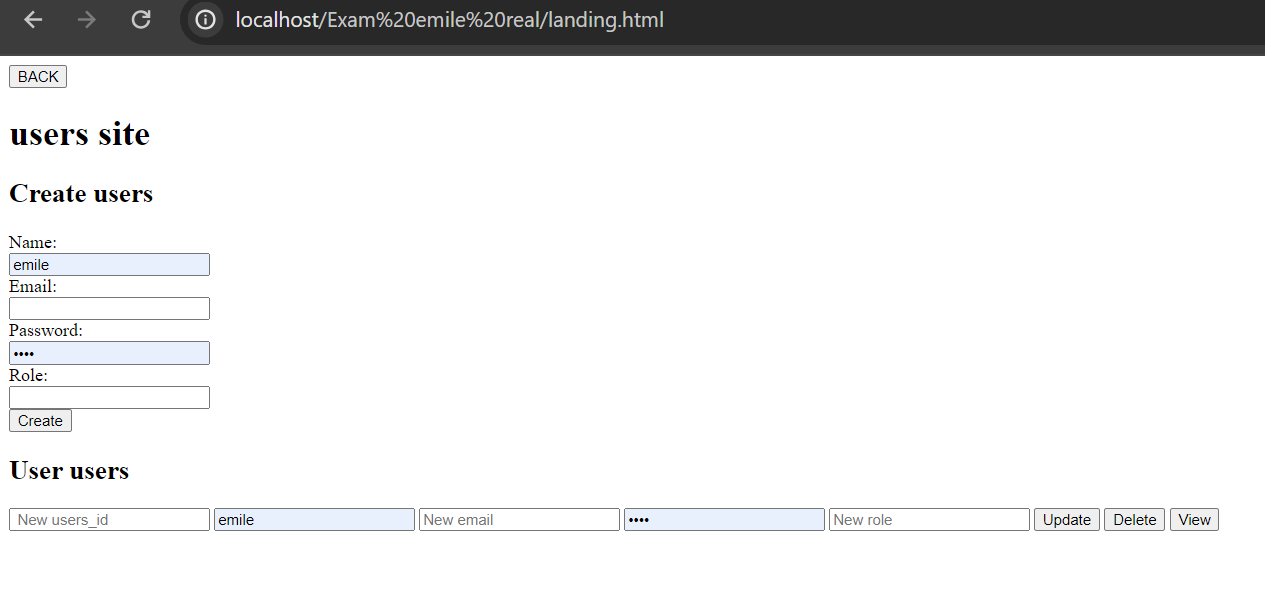 localhost/Exam%20emile%20real/landing.html
BACK
users site
Create users
Name:
emile
Email:
Password:
••••
Role:
Create
User users
New users_id emile New email •••• New role Update Delete View